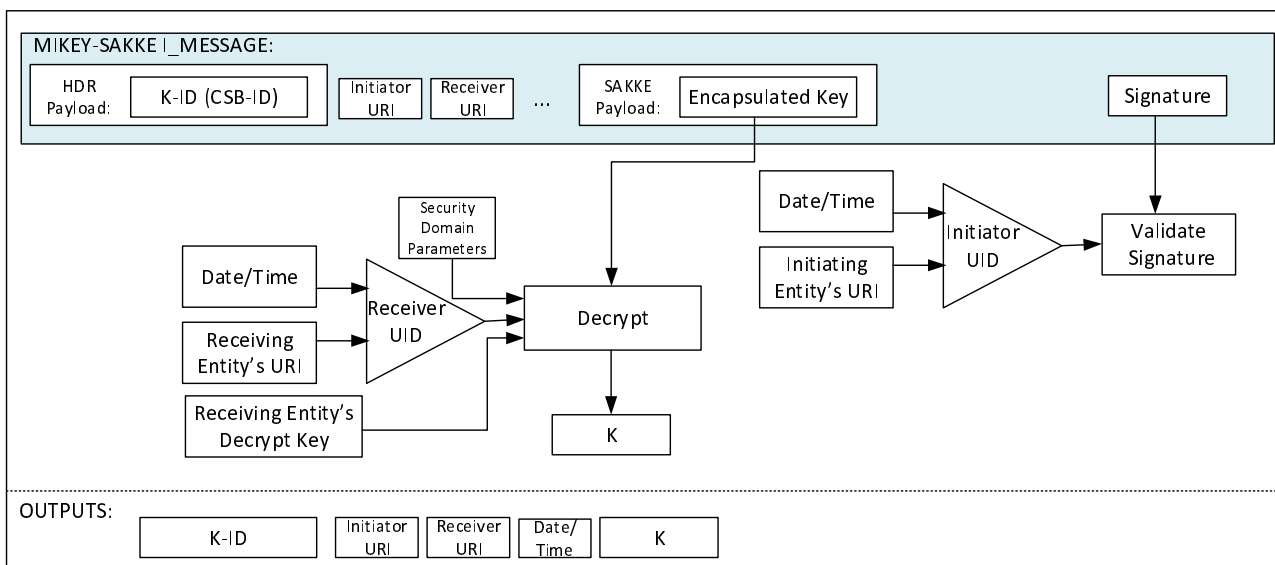 MIKEY-SAKKE I_MESSAGE:
HDR
Payload:
K-ID (CSB-ID)
Initiator
URI
Receiver
URI
...
SAKKE
Payload:
Encapsulated Key
Signature
Date/Time
Initiating
Entity’s URI
Initiator
UID
Validate
Signature
Security
Domain
Parameters
Date/Time
Receiving
Entity’s URI
Receiver
UID
Receiving Entity’s
Decrypt Key
Decrypt
K
OUTPUTS:
K-ID
Initiator
URI
Receiver
URI
Date/
Time
K